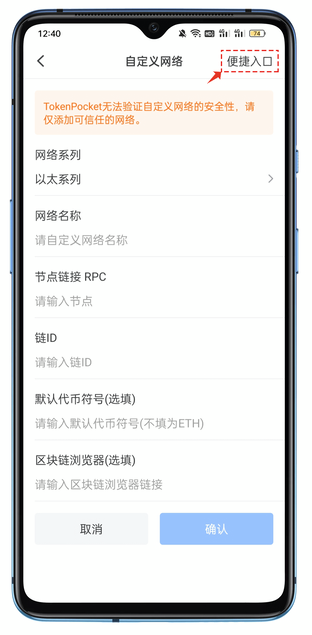 12:40
74
自定义网络
便捷入口
TokenPocket无法验证自定义网络的安全性，请
仅添加可信任的网络。
网络系列
以太系列
网络名称
请自定义网络名称
节点链接 RPC
请输入节点
链ID
请输入链ID
默认代币符号(选填)
请输入默认代币符号(不填为ETH)
区块链浏览器(选填)
请输入区块链浏览器链接
取消
确认